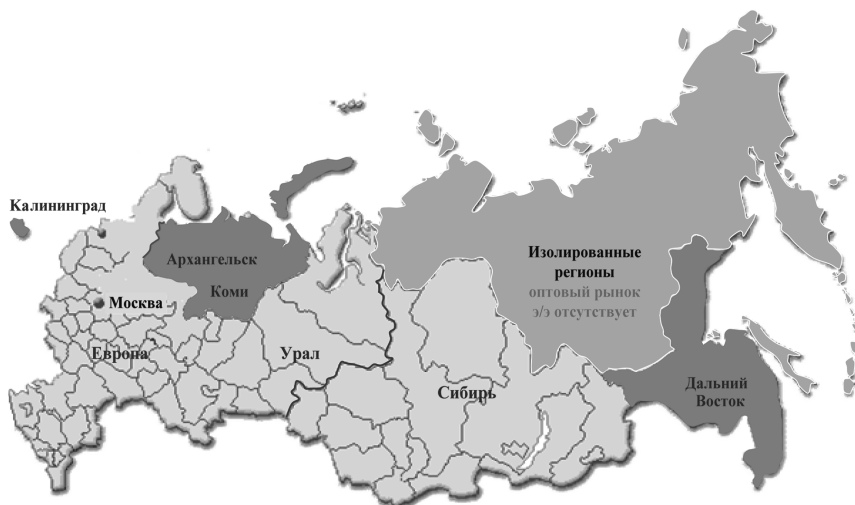 Калининград
Архангельск
Коми
Москва
Европа
Урал
Сибирь
Изолированные
регионы
оптовый рынок
э/э отсутствует
Дальний
Восток